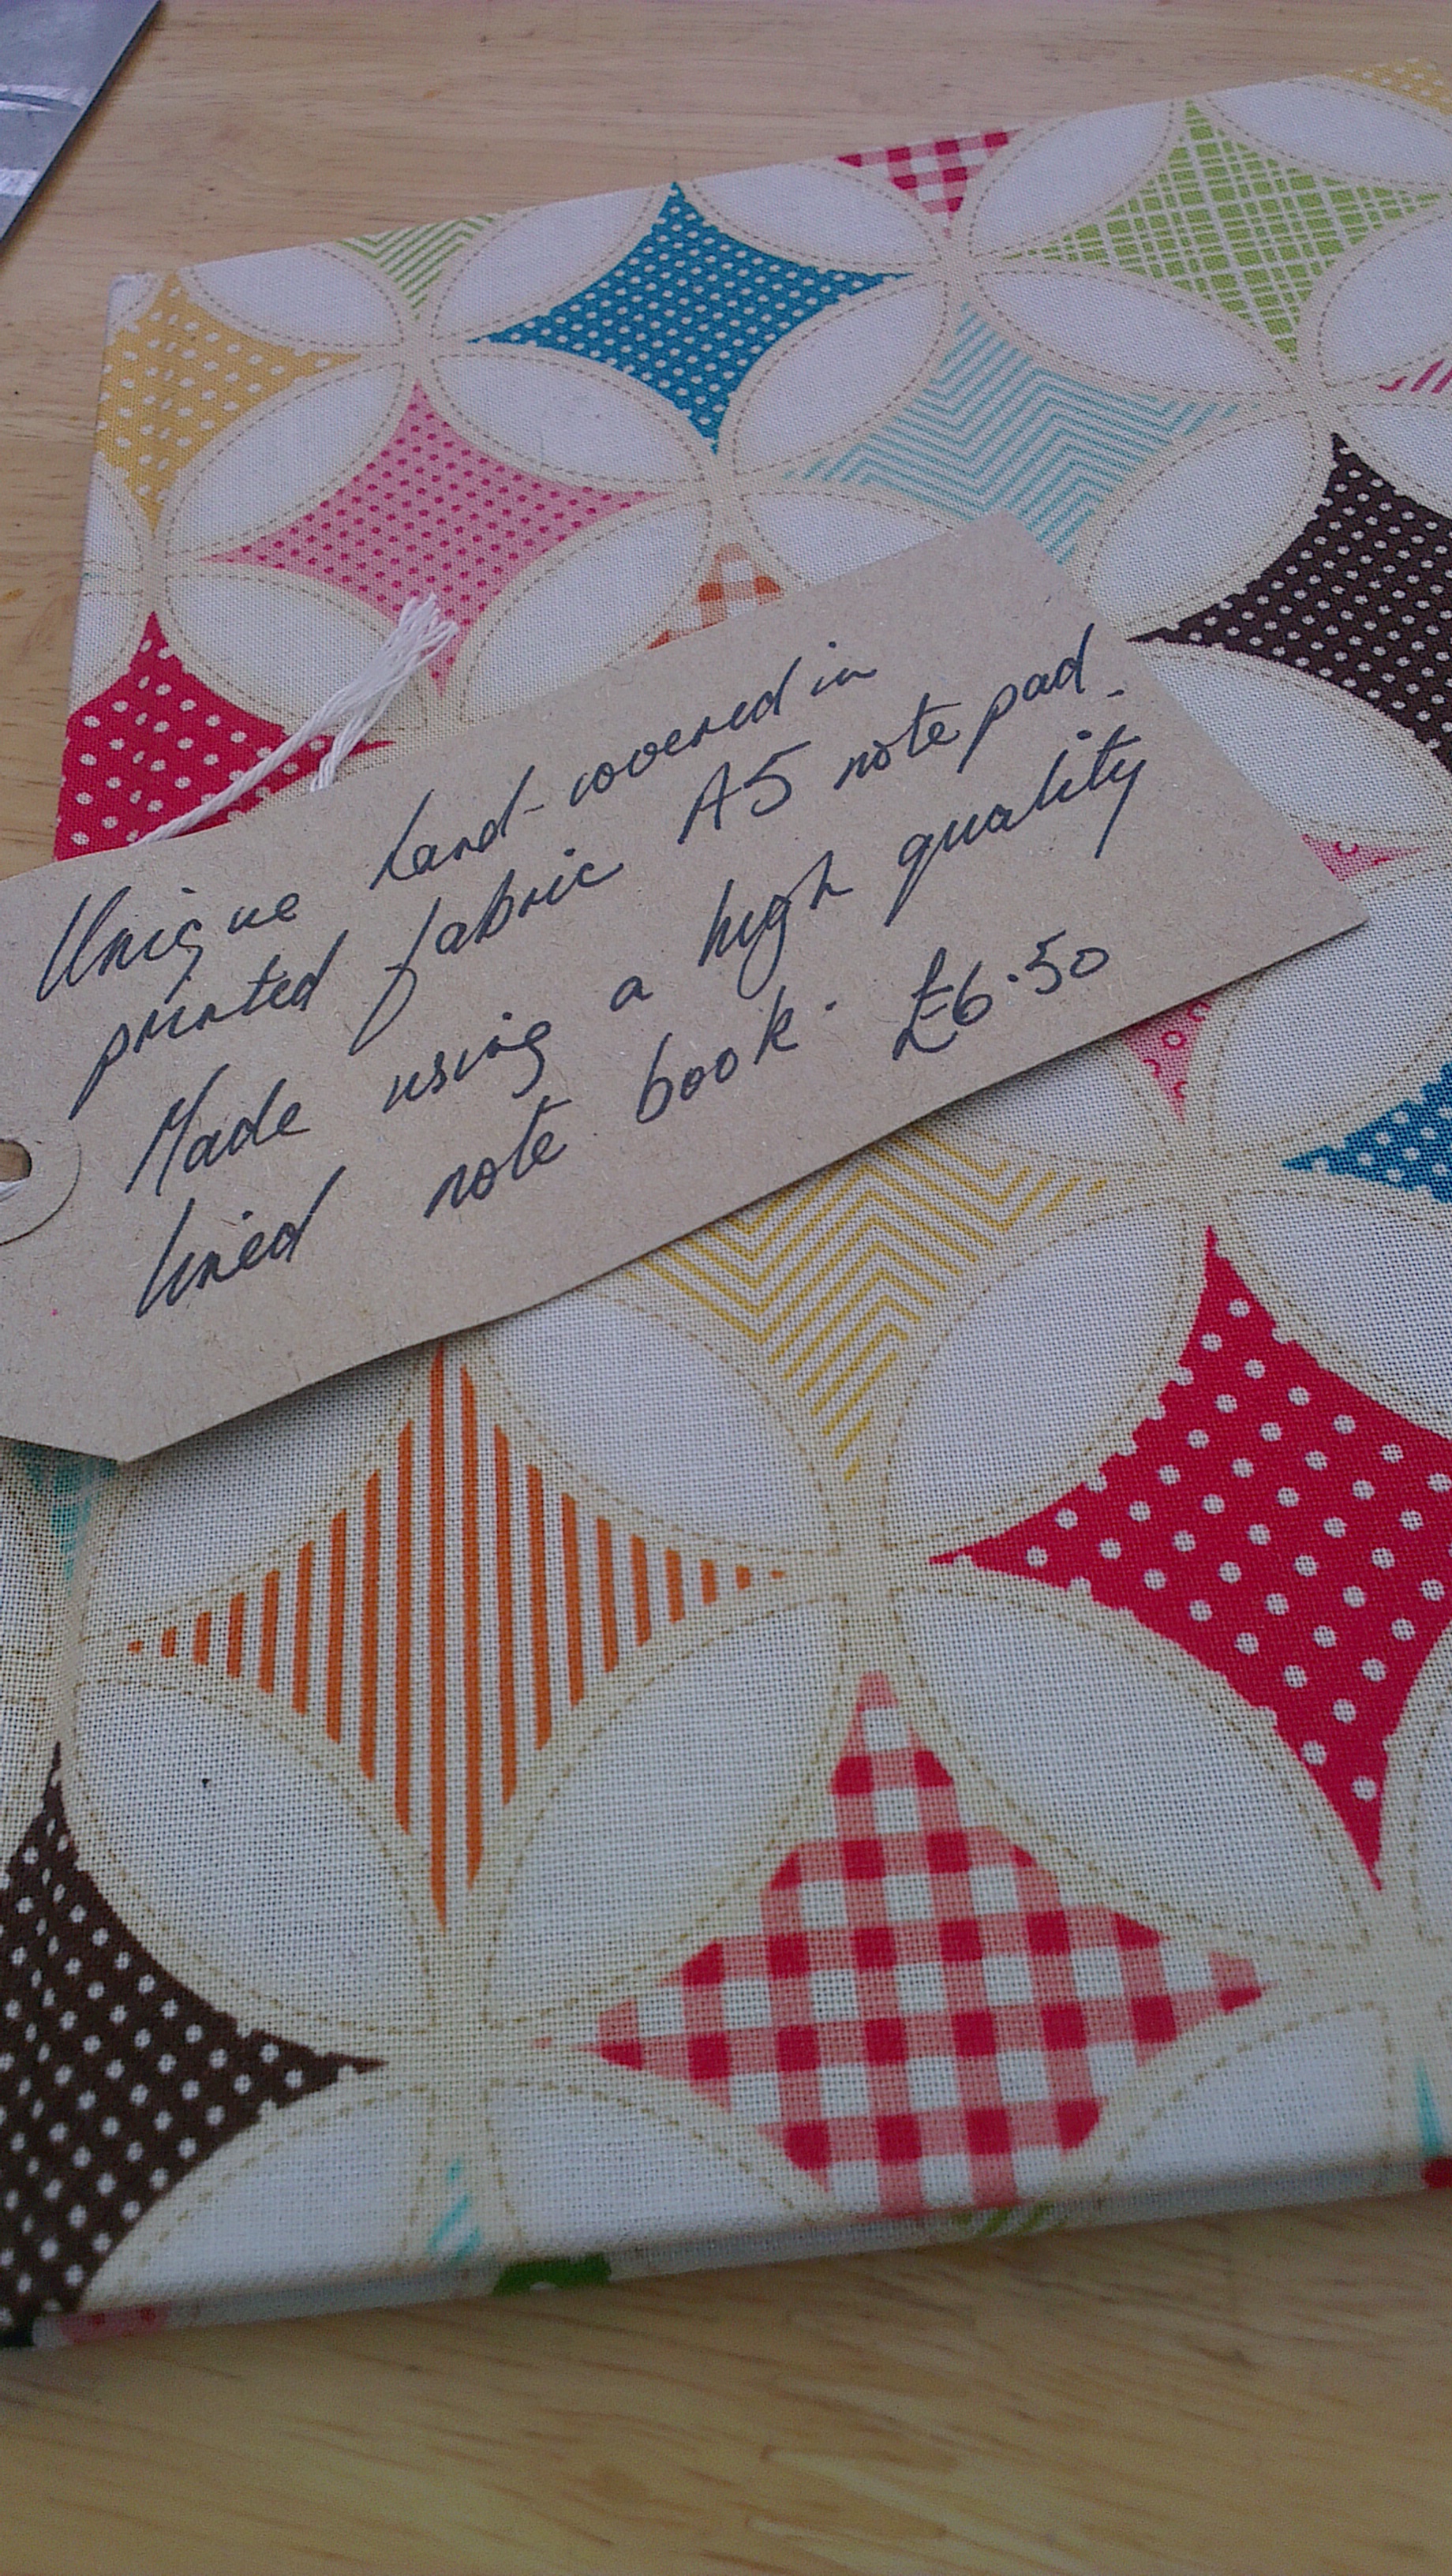 Unique hand-covered in
printed fabric A5 note pad.
Made using a high quality
lined note book. £6.50